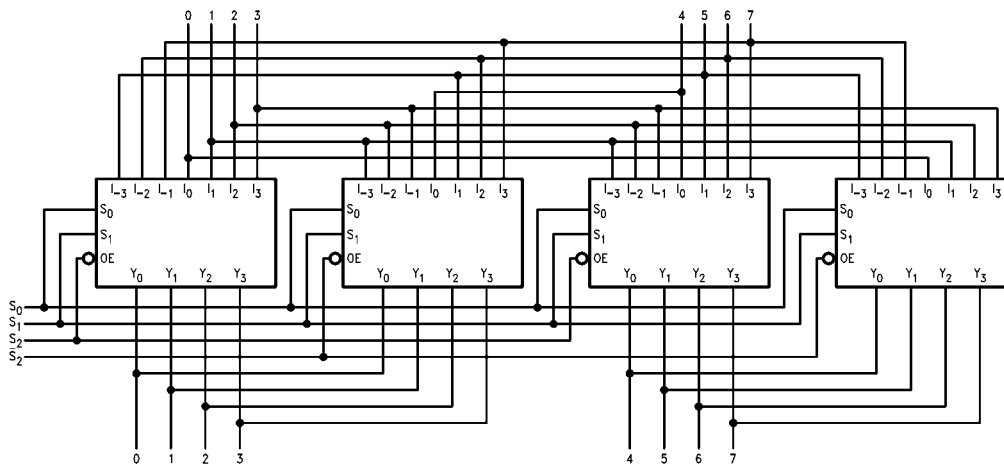 0 1 2 3 4 5 6 7
I-3 I-2 I-1 I0 I1 I2 I3 I-3 I-2 I-1 I0 I1 I2 I3 I-3 I-2 I-1 I0 I1 I2 I3 I-3 I-2 I-1 I0 I1 I2 I3
S0 S0 S0 S0
S1 S1 S1 S1
OE OE OE OE
Y0 Y1 Y2 Y3 Y0 Y1 Y2 Y3 Y0 Y1 Y2 Y3 Y0 Y1 Y2 Y3
S0
S1
S2
S̅2
0 1 2 3 4 5 6 7